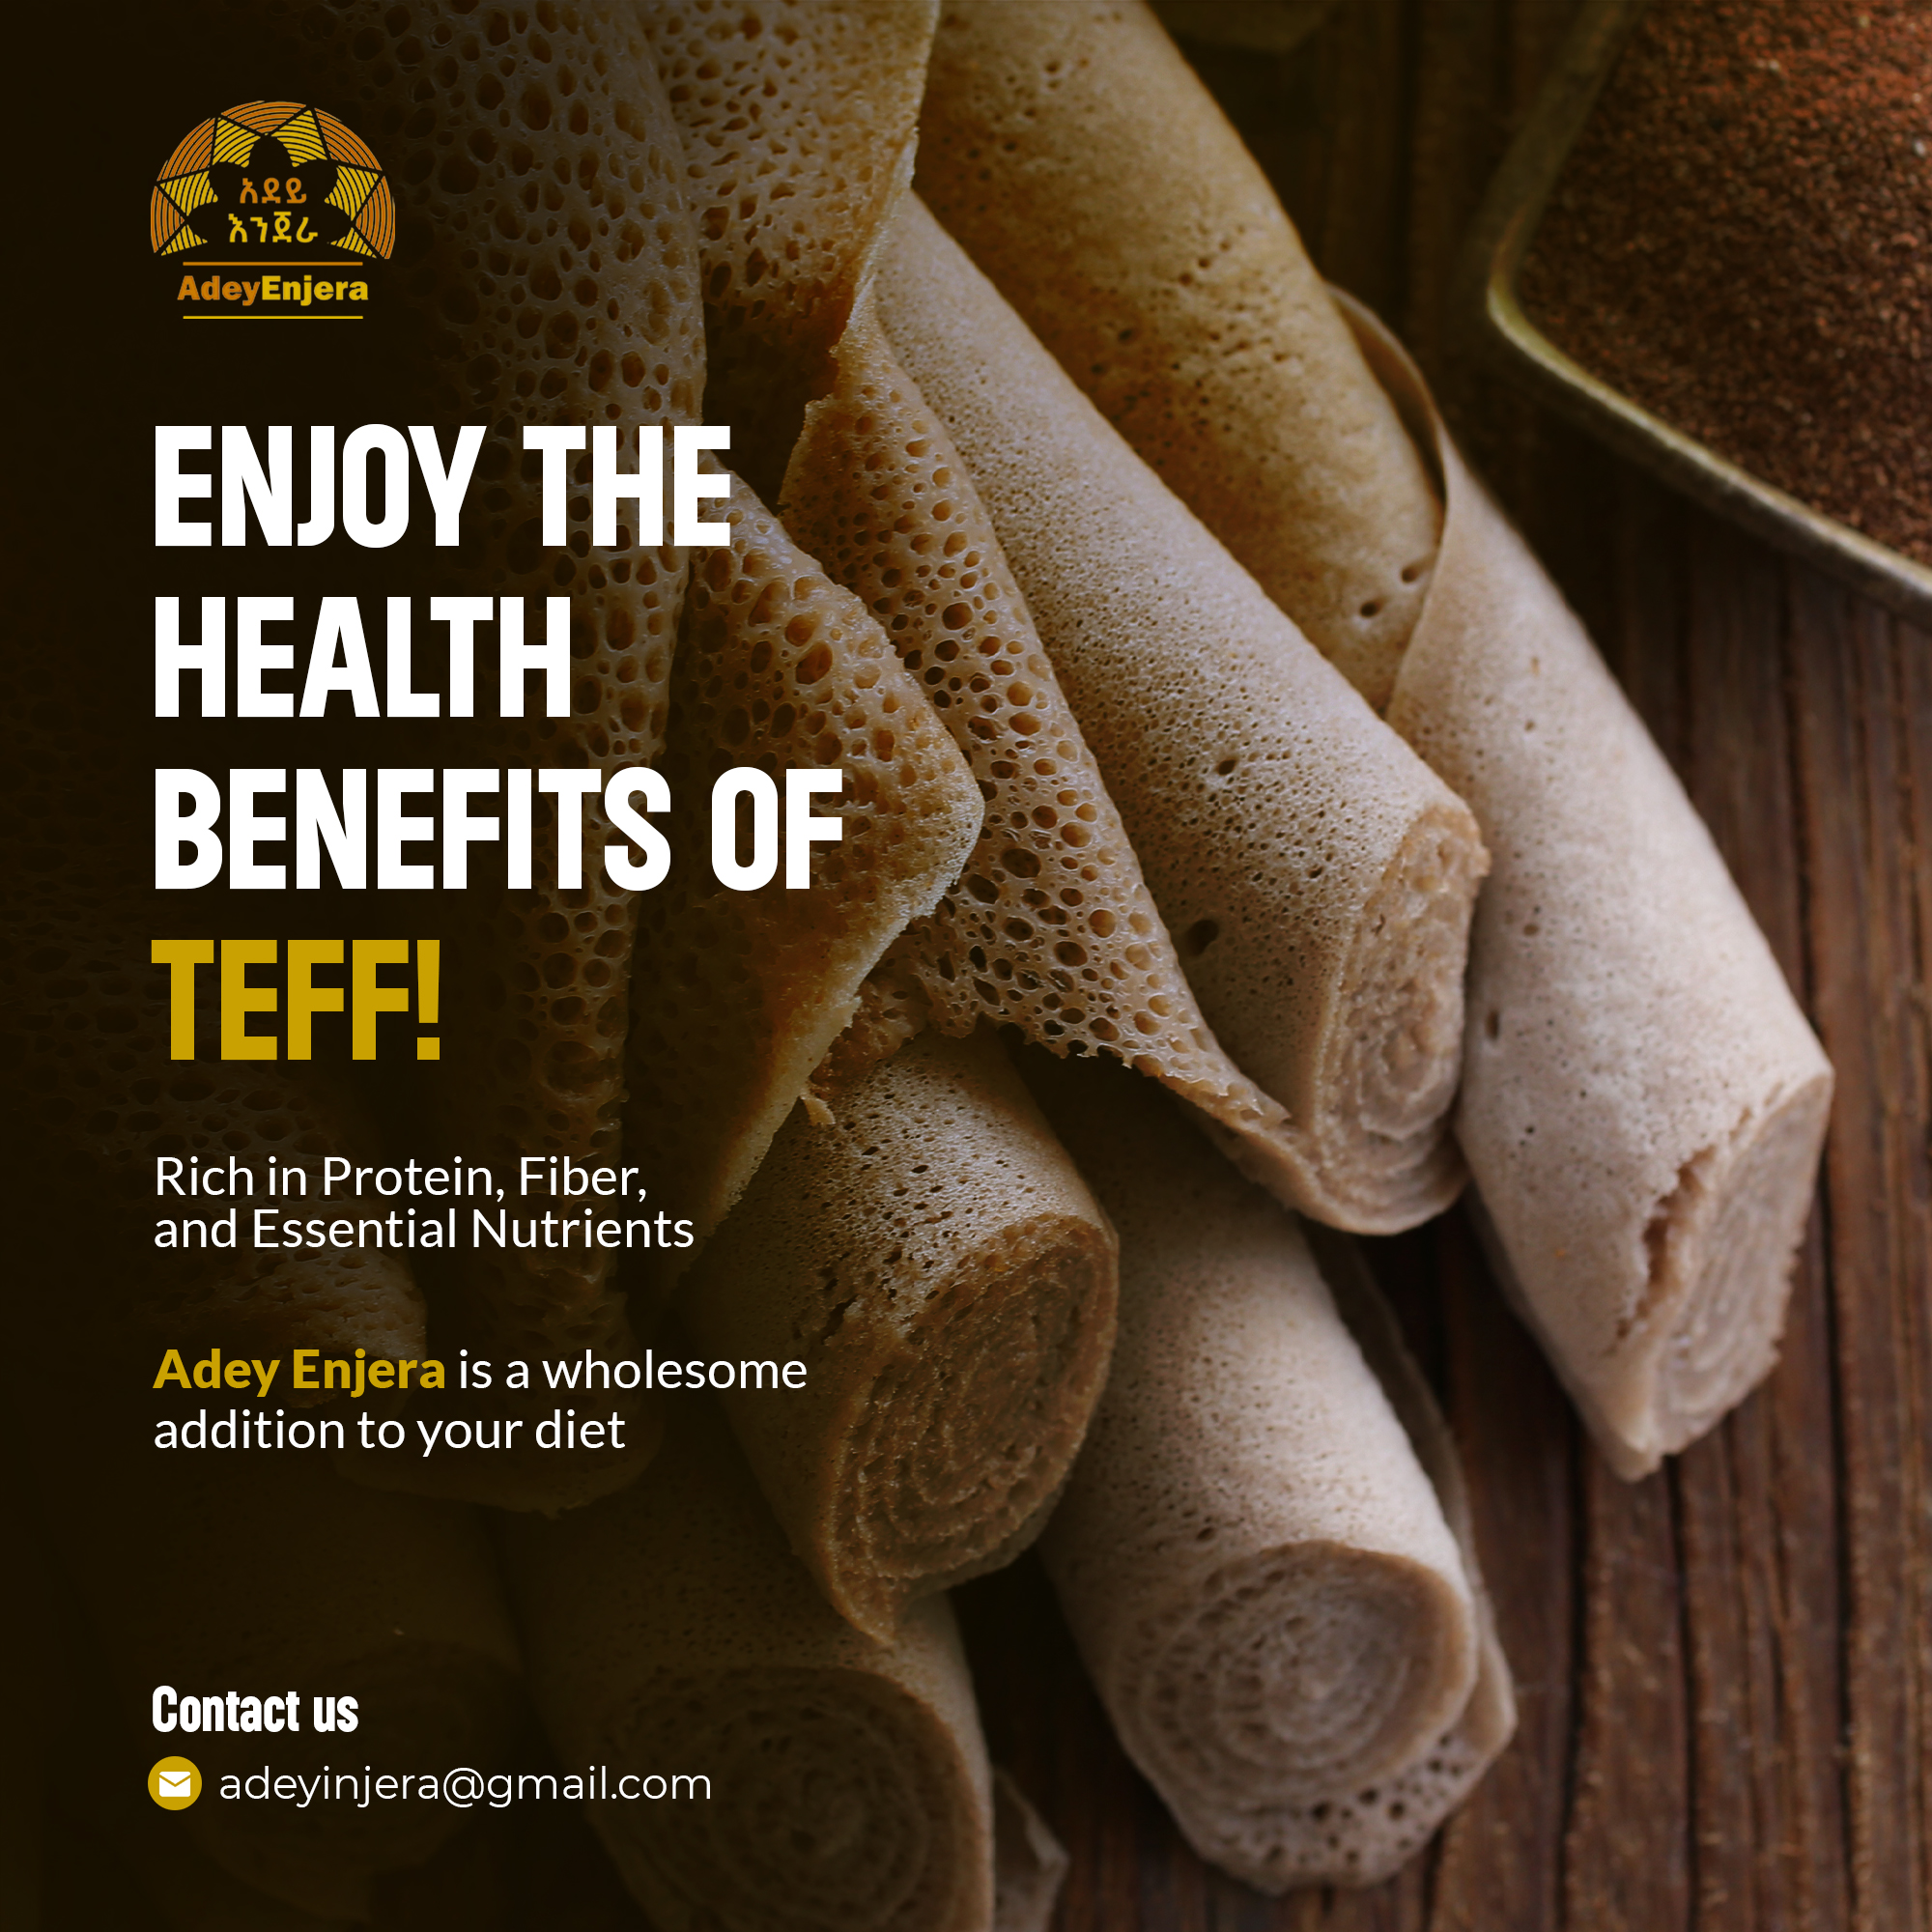 አደይ
እንጀራ
AdeyEnjera
ENJOY THE
HEALTH
BENEFITS OF
TEFF!
Rich in Protein, Fiber,
and Essential Nutrients
Adey Enjera is a wholesome
addition to your diet
Contact us
adeyinjera@gmail.com